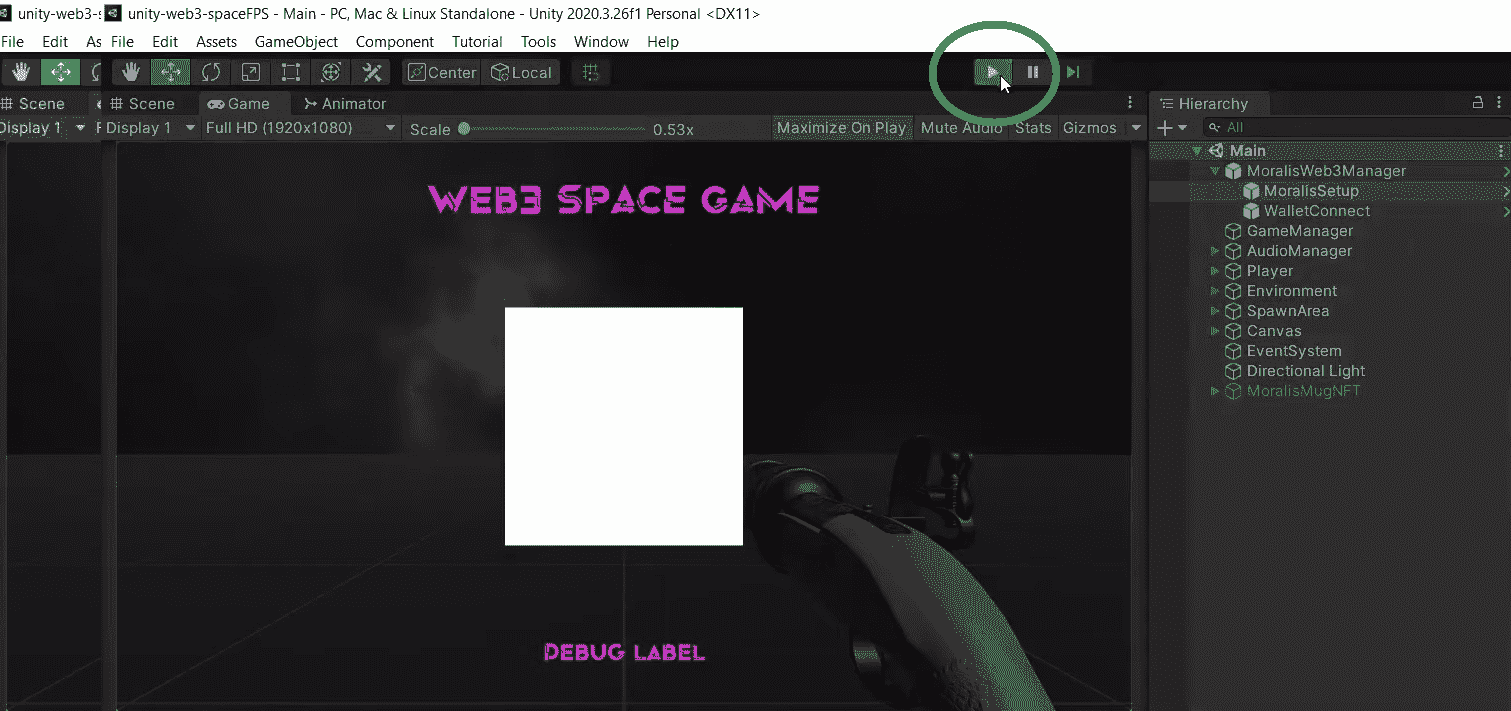 unity-web3-s unity-web3-spaceFPS - Main - PC, Mac & Linux Standalone - Unity 2020.3.26f1 Personal <DX11>
File Edit As File Edit Assets GameObject Component Tutorial Tools Window Help
Center Local
Scene Scene Game Animator Hierarchy
Display 1 Display 1 Full HD (1920x1080) Scale 0.53x Maximize On Play Mute Audio Stats Gizmos All
Main
MoralisWeb3Manager
MoralisSetup
WalletConnect
GameManager
AudioManager
Player
Environment
SpawnArea
Canvas
EventSystem
Directional Light
MoralisMugNFT
WEB3 SPACE GAME
DEBUG LABEL